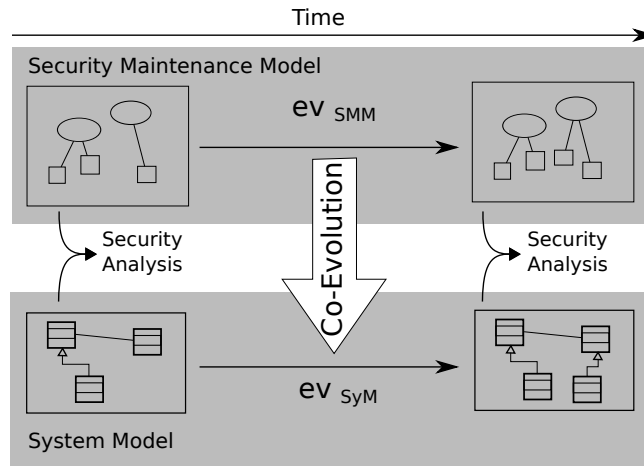 Time
Security Maintenance Model
ev SMM
Security
Analysis
Co-Evolution
Security
Analysis
ev SyM
System Model